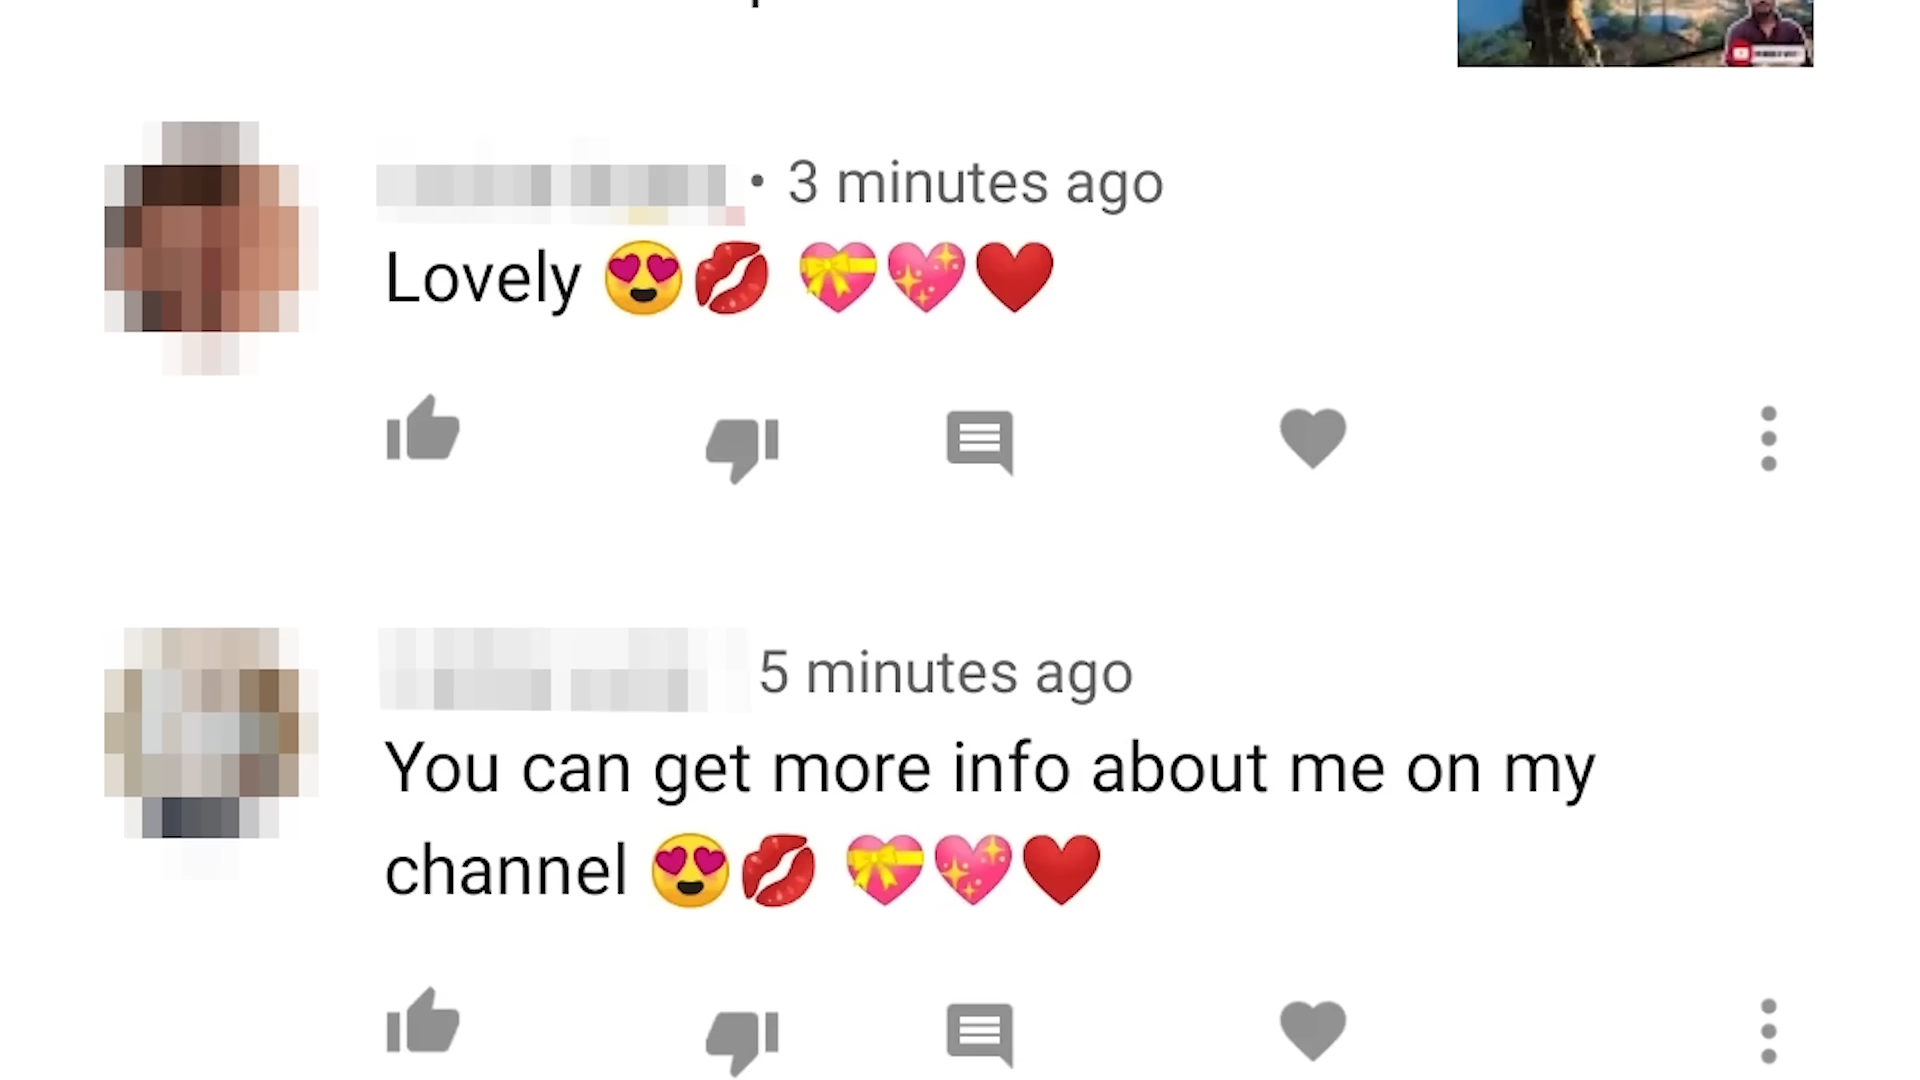 • 3 minutes ago
Lovely 😍💋 💝💖❤️
5 minutes ago
You can get more info about me on my
channel 😍💋 💝💖❤️